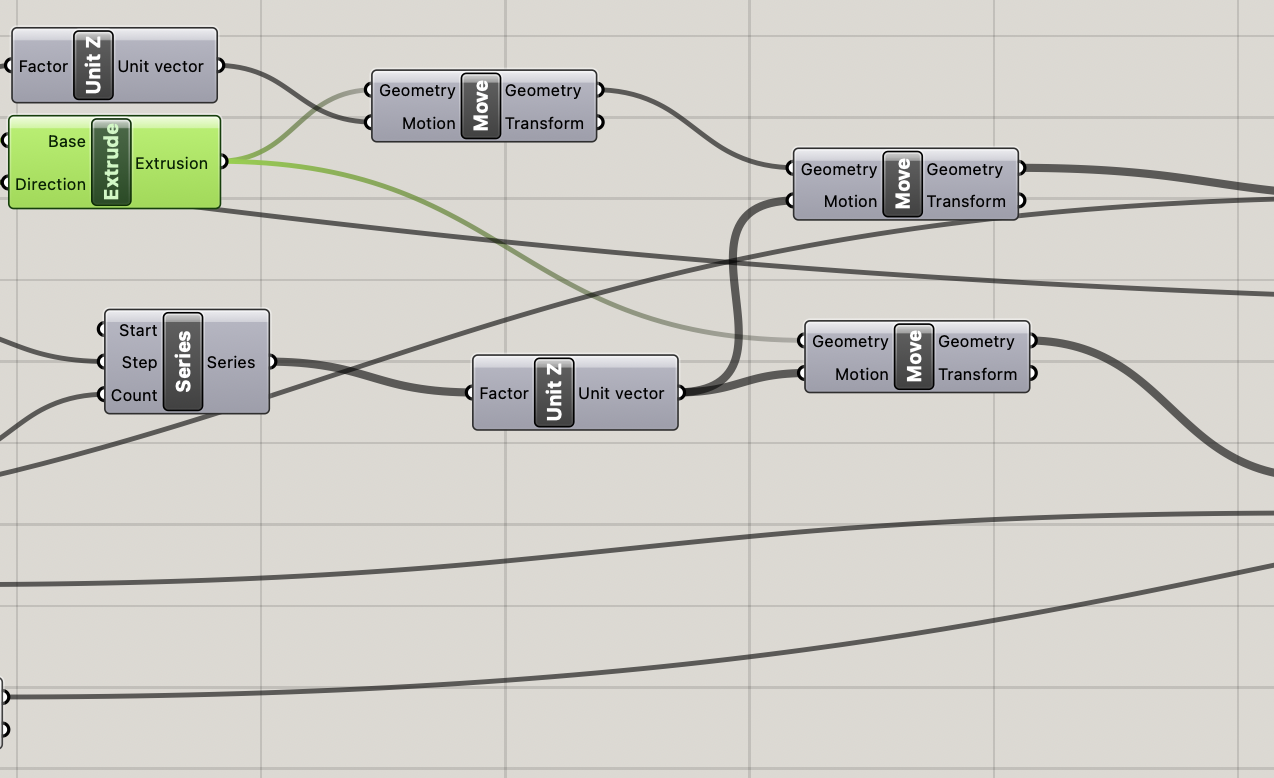 Factor Unit Z Unit vector
Base Extrude Extrusion
Direction
Geometry Move Geometry
Motion Transform
Geometry Move Geometry
Motion Transform
Start Series
Step Series
Count
Factor Unit Z Unit vector
Geometry Move Geometry
Motion Transform